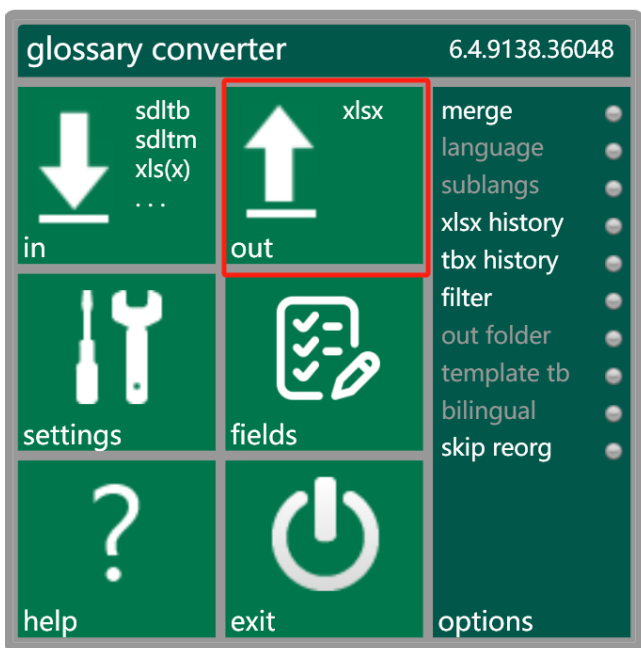 glossary converter
6.4.9138.36048
sdltb
sdltm
xls(x)
...
in
xlsx
out
settings
fields
?
help
exit
merge
language
sublangs
xlsx history
tbx history
filter
out folder
template tb
bilingual
skip reorg
options